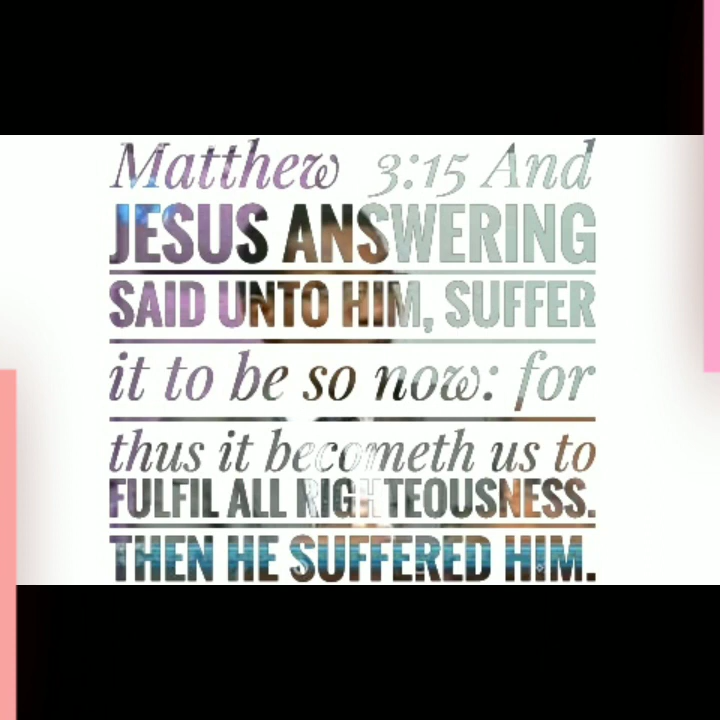 Matthew 3:15 And
JESUS ANSWERING
SAID UNTO HIM, SUFFER
it to be so now: for
thus it becometh us to
FULFIL ALL RIGHTEOUSNESS.
THEN HE SUFFERED HIM.